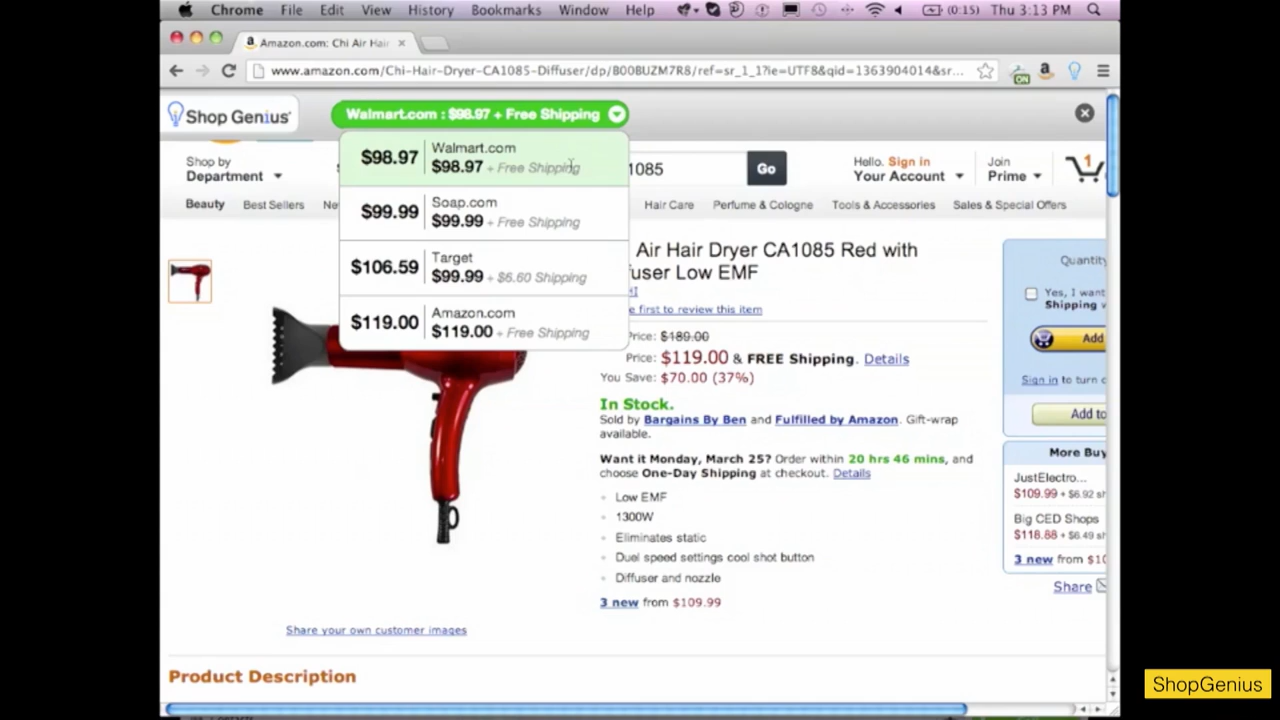 Chrome File Edit View History Bookmarks Window Help (0:15) Thu 3:13 PM
Amazon.com: Chi Air Hair
www.amazon.com/Chi-Hair-Dryer-CA1085-Diffuser/dp/B00BUZM7R8/ref=sr_1_1?ie=UTF8&qid=1363904014&sr...
ON
Shop Genius
Walmart.com : $98.97 + Free Shipping
$98.97 Walmart.com
$98.97 + Free Shipping
$99.99 Soap.com
$99.99 + Free Shipping
$106.59 Target
$99.99 + $6.60 Shipping
$119.00 Amazon.com
$119.00 + Free Shipping
Shop by
Department
1085 Go
Hello. Sign in
Your Account
Join
Prime
1
Beauty Best Sellers Ne Hair Care Perfume & Cologne Tools & Accessories Sales & Special Offers
Air Hair Dryer CA1085 Red with
fuser Low EMF
HI
e first to review this item
Price: $189.00
Price: $119.00 & FREE Shipping. Details
You Save: $70.00 (37%)
In Stock.
Sold by Bargains By Ben and Fulfilled by Amazon. Gift-wrap
available.
Want it Monday, March 25? Order within 20 hrs 46 mins, and
choose One-Day Shipping at checkout. Details
Low EMF
1300W
Eliminates static
Duel speed settings cool shot button
Diffuser and nozzle
3 new from $109.99
Share your own customer images
Product Description
Quantity
Yes, I want
Shipping
Add
Sign in to turn
Add to
More Buy
JustElectro...
$109.99 + $6.92 sh
Big CED Shops
$118.88 + $6.49 sh
3 new from $10
Share
ShopGenius